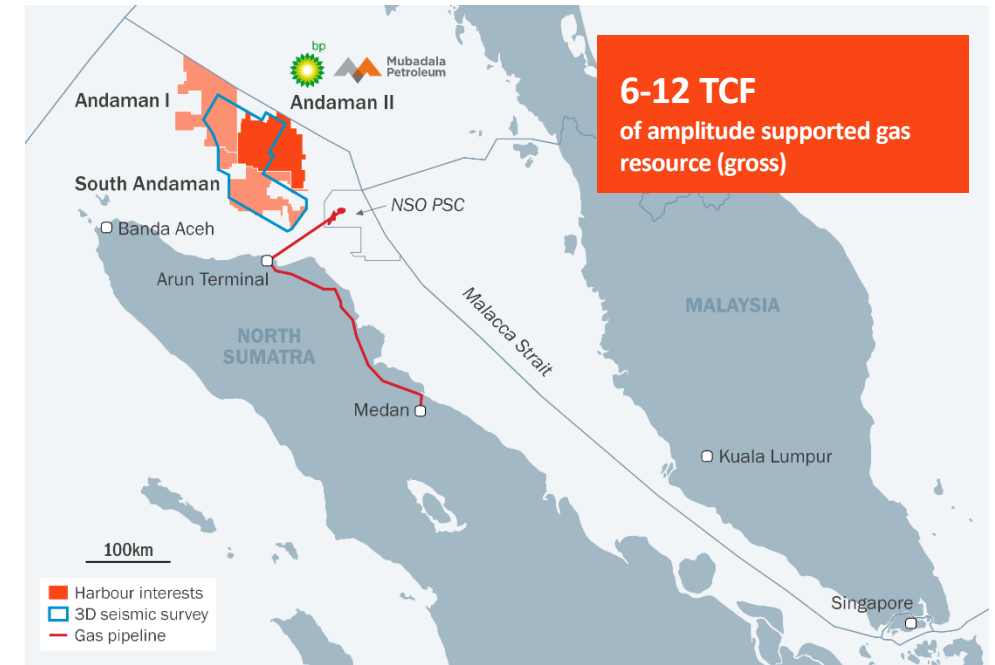 bp
Mubadala
Petroleum
Andaman I
Andaman II
6-12 TCF
of amplitude supported gas
resource (gross)
South Andaman
NSO PSC
Banda Aceh
Arun Terminal
Malacca Strait
MALAYSIA
NORTH
SUMATRA
Medan
Kuala Lumpur
100km
Harbour interests
3D seismic survey
Gas pipeline
Singapore